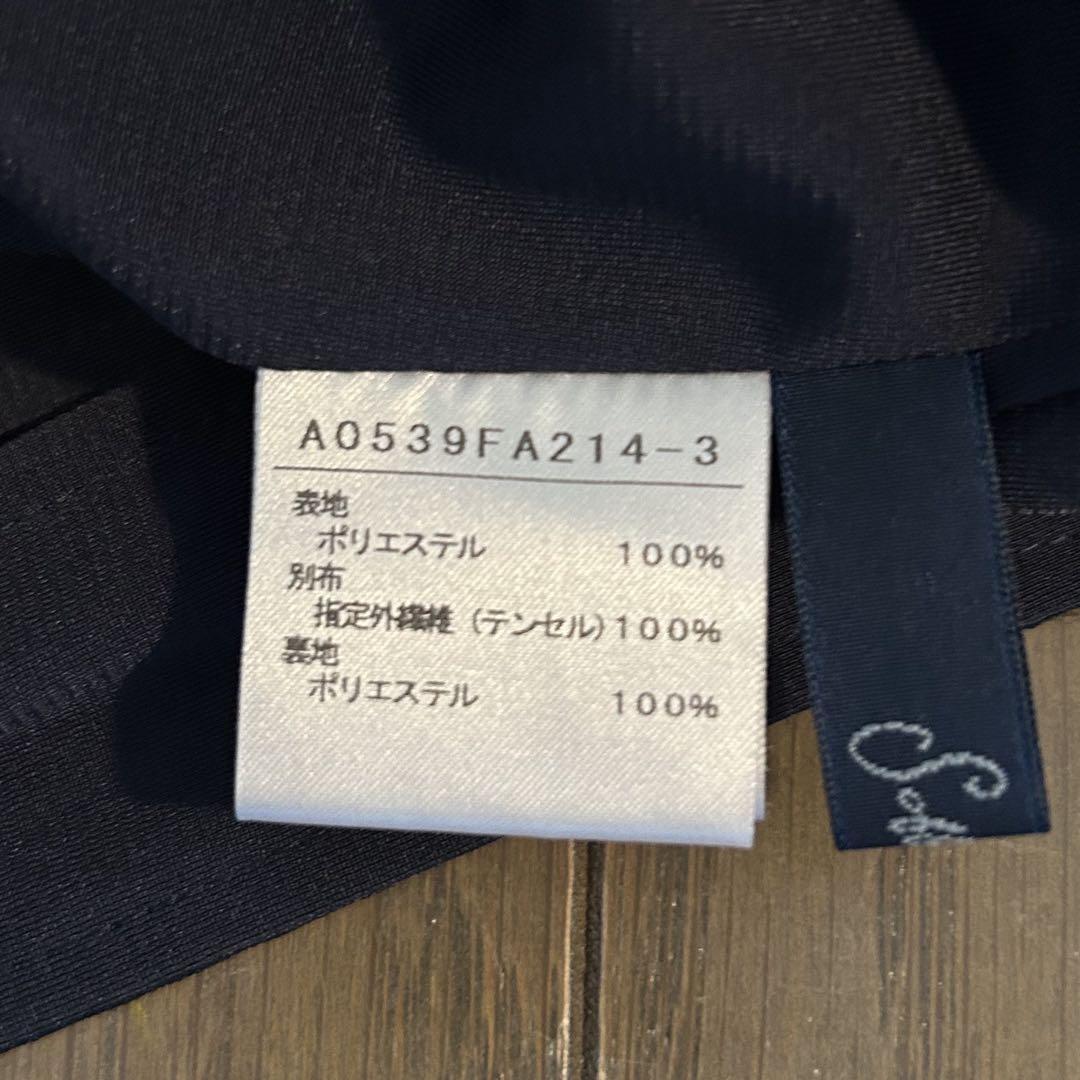 A0539FA214-3
表地
ポリエステル 100%
別布
指定外繊維（テンセル）100%
裏地
ポリエステル 100%